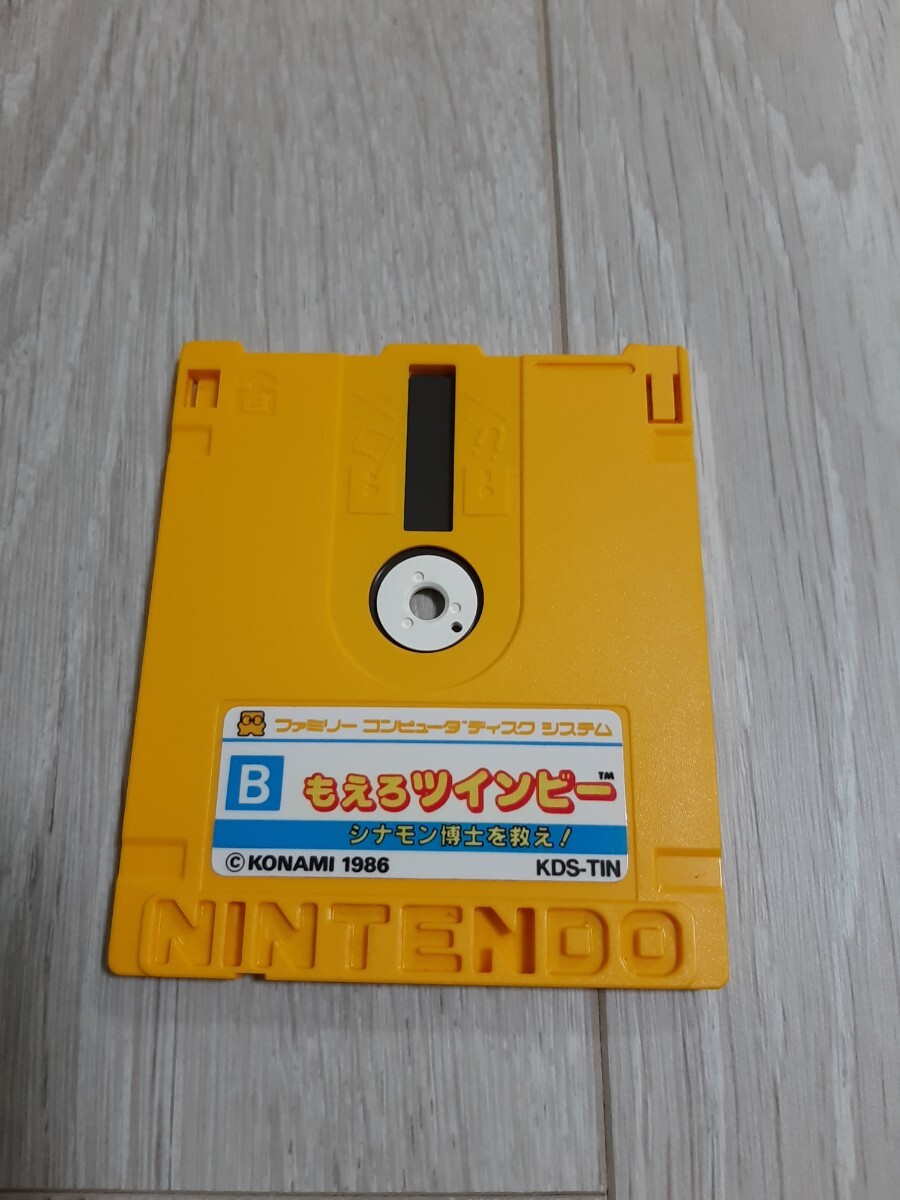 ファミリー コンピュータ ディスク システム
B
もえろツインビー™
シナモン博士を救え!
©KONAMI 1986 KDS-TIN
NINTENDO